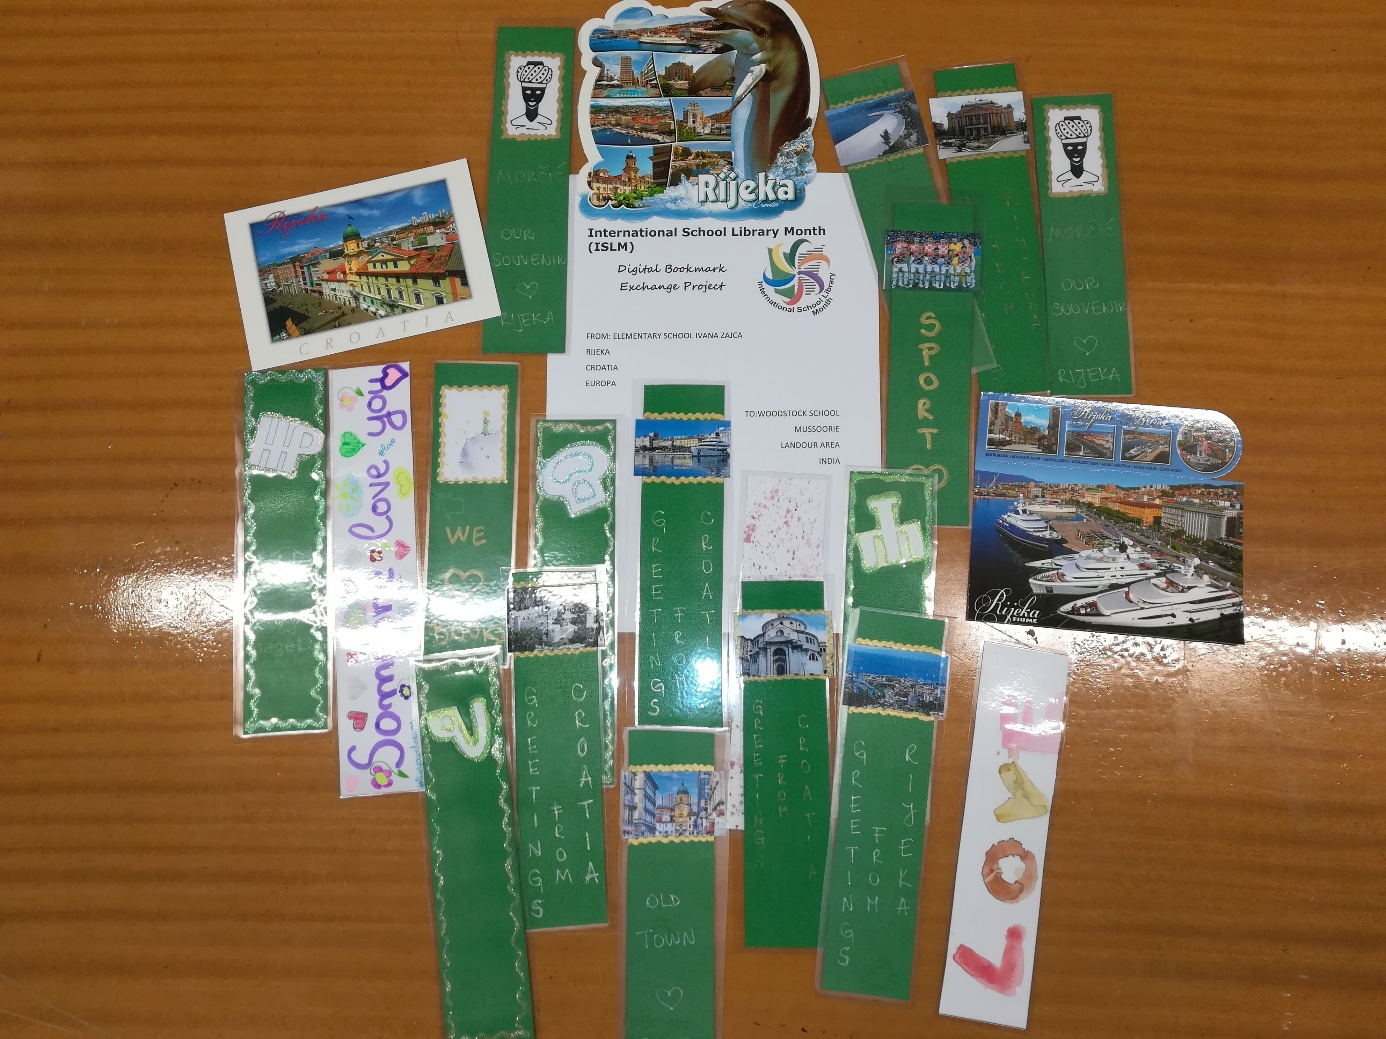 Rijeka
Croatia
International School Library Month
(ISLM)
Digital Bookmark
Exchange Project
International School Library
Month
FROM: ELEMENTARY SCHOOL IVANA ZAJCA
RIJEKA
CROATIA
EUROPA
TO:WOODSTOCK SCHOOL
MUSSOORIE
LANDOUR AREA
INDIA
Rijeka
CROATIA
MORČIĆ
OUR
SOUVENIR
RIJEKA
MORČIĆ
OUR
SOUVENIR
RIJEKA
SPORT
Rijeka
Rijeka
FIUME
love you
WE
GREETINGS
FROM
CROATI
GREETINGS
FROM
CROATIA
GREETINGS
FROM
CROATIA
GREETINGS
FROM
RIJEKA
OLD
TOWN
LOVE